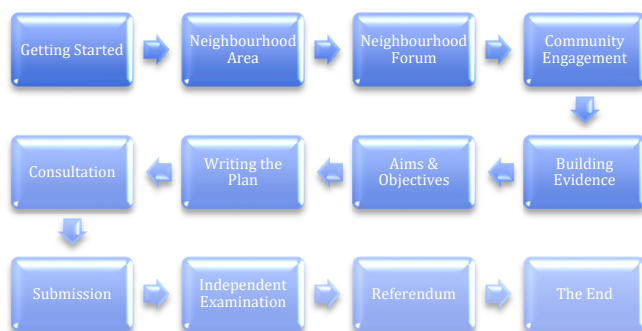 Getting Started
Neighbourhood
Area
Neighbourhood
Forum
Community
Engagement
Building
Evidence
Aims &
Objectives
Writing the
Plan
Consultation
Submission
Independent
Examination
Referendum
The End